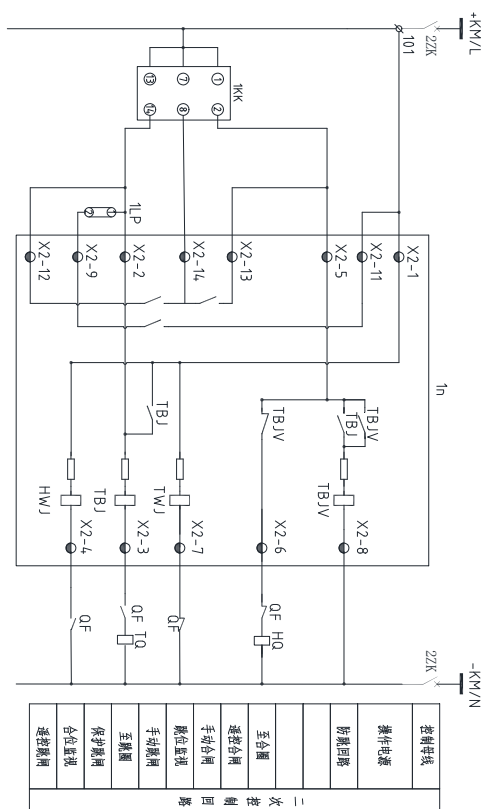 +KM/L
2ZK
101
-KM/N
2ZK
1n
1KK
1
2
7
8
13
14
1LP
1
2
X2-1
X2-11
X2-5
X2-13
X2-14
X2-2
X2-9
X2-12
TBJV
TBJ
TBJV
X2-8
TBJV
X2-6
QF
HQ
TWJ
X2-7
QF
TBJ
TBJ
X2-3
QF
TQ
HWJ
X2-4
QF
控制母线
操作电源
防跳回路
至合圈
遥控合闸
手动合闸
跳位监视
手动跳闸
至跳圈
保护跳闸
合位监视
遥控跳闸
二次控制回路